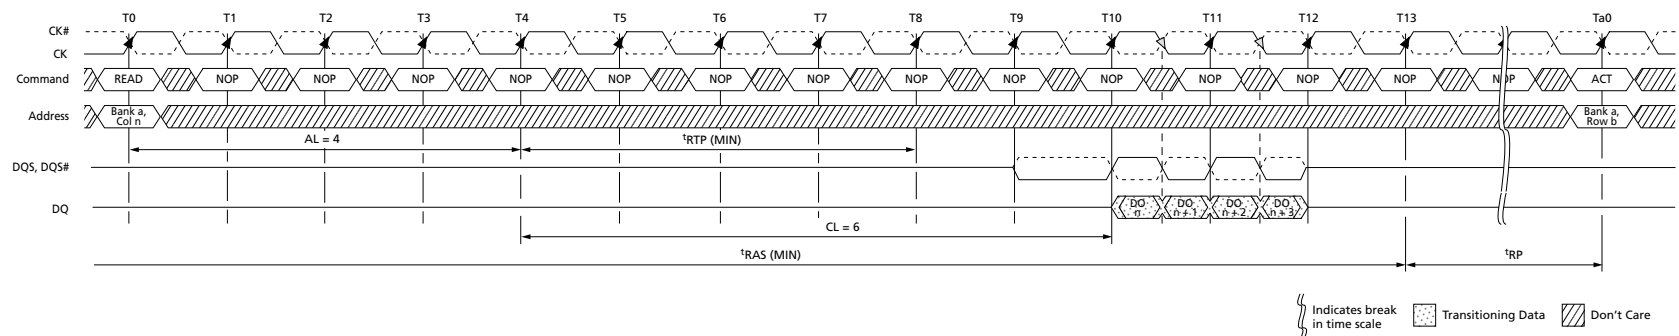 T0 T1 T2 T3 T4 T5 T6 T7 T8 T9 T10 T11 T12 T13 Ta0
CK#
CK
Command READ NOP NOP NOP NOP NOP NOP NOP NOP NOP NOP NOP NOP NOP NOP ACT
Address Bank a, Col n Bank a, Row b
AL = 4 tRTP (MIN)
DQS, DQS#
DQ DO n DO n + 1 DO n + 2 DO n + 3
CL = 6
tRAS (MIN) tRP
Indicates break in time scale Transitioning Data Don't Care